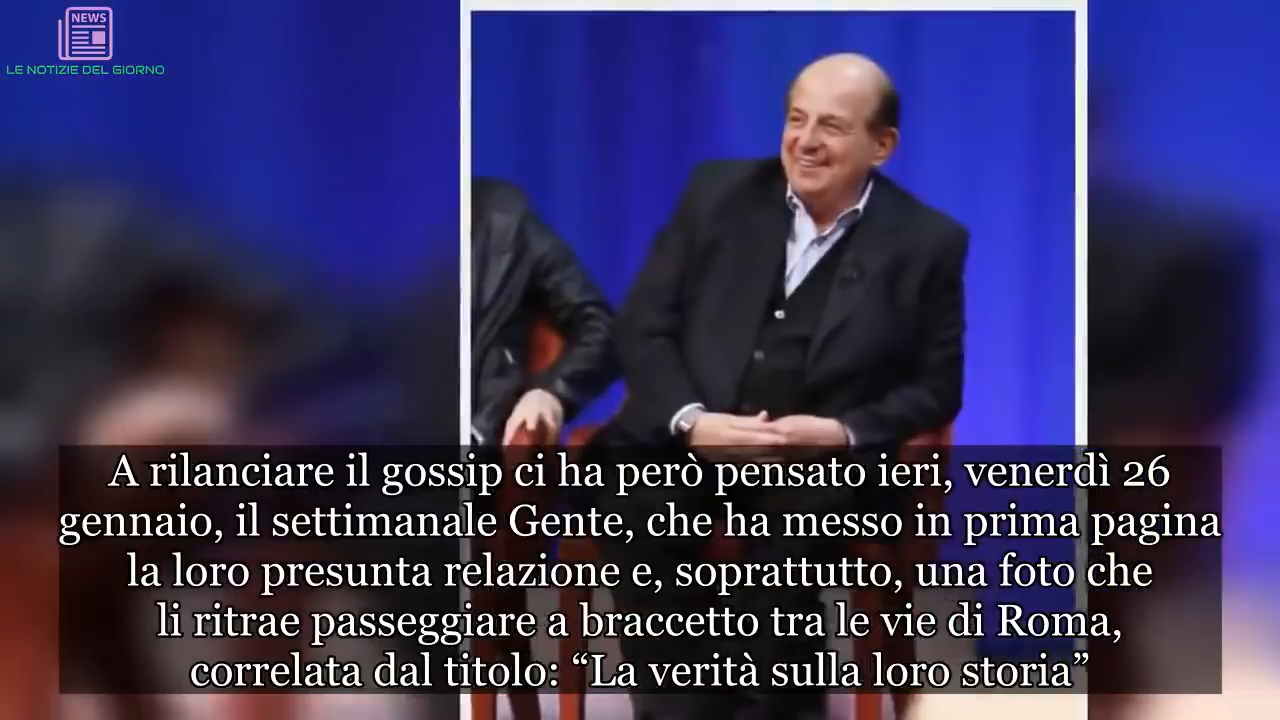 NEWS
LE NOTIZIE DEL GIORNO
A rilanciare il gossip ci ha però pensato ieri, venerdì 26
gennaio, il settimanale Gente, che ha messo in prima pagina
la loro presunta relazione e, soprattutto, una foto che
li ritrae passeggiare a braccetto tra le vie di Roma,
correlata dal titolo: “La verità sulla loro storia”